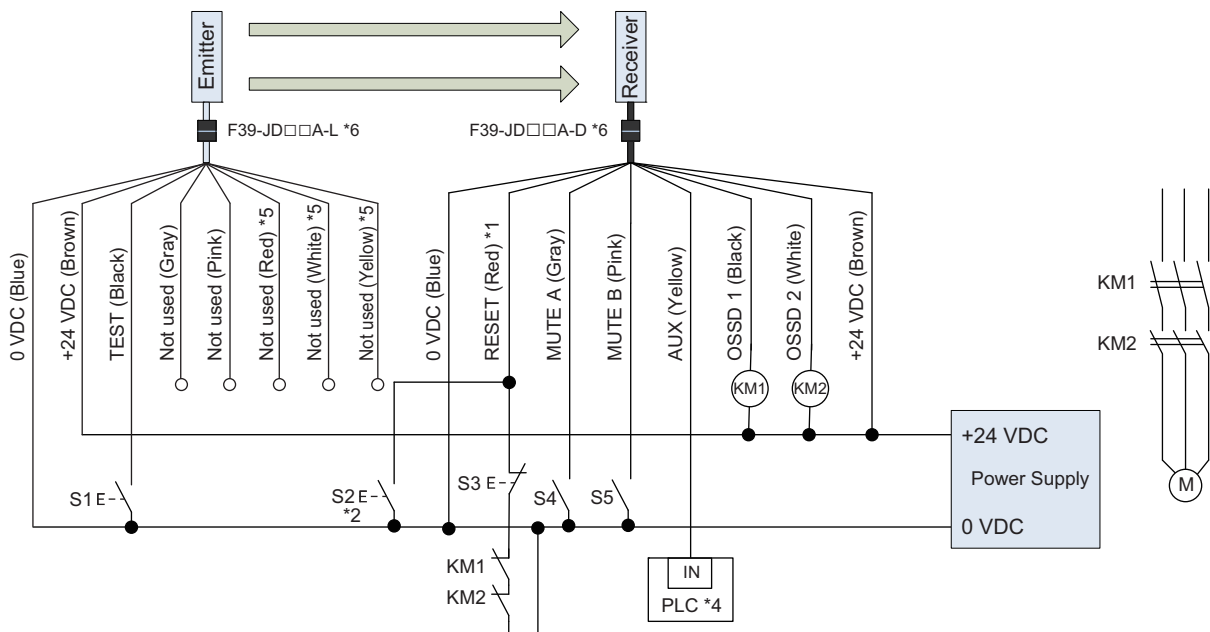 Emitter
Receiver
F39-JD□□A-L *6
F39-JD□□A-D *6
0 VDC (Blue)
+24 VDC (Brown)
TEST (Black)
Not used (Gray)
Not used (Pink)
Not used (Red) *5
Not used (White) *5
Not used (Yellow) *5
0 VDC (Blue)
RESET (Red) *1
MUTE A (Gray)
MUTE B (Pink)
AUX (Yellow)
OSSD 1 (Black)
OSSD 2 (White)
+24 VDC (Brown)
KM1
KM2
KM1
KM2
+24 VDC
Power Supply
0 VDC
M
S1
E
S2
E
*2
S3
E
S4
S5
KM1
KM2
IN
PLC *4